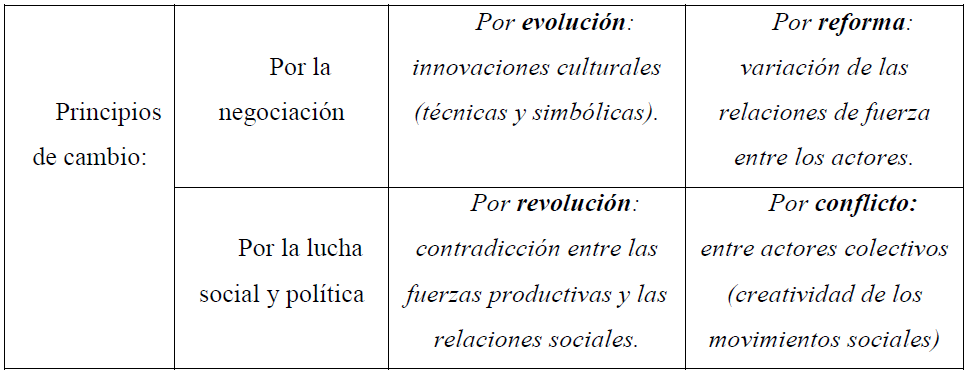 Principios
de cambio:
Por la
negociación
Por evolución:
innovaciones culturales
(técnicas y simbólicas).
Por reforma:
variación de las
relaciones de fuerza
entre los actores.
Por la lucha
social y política
Por revolución:
contradicción entre las
fuerzas productivas y las
relaciones sociales.
Por conflicto:
entre actores colectivos
(creatividad de los
movimientos sociales)